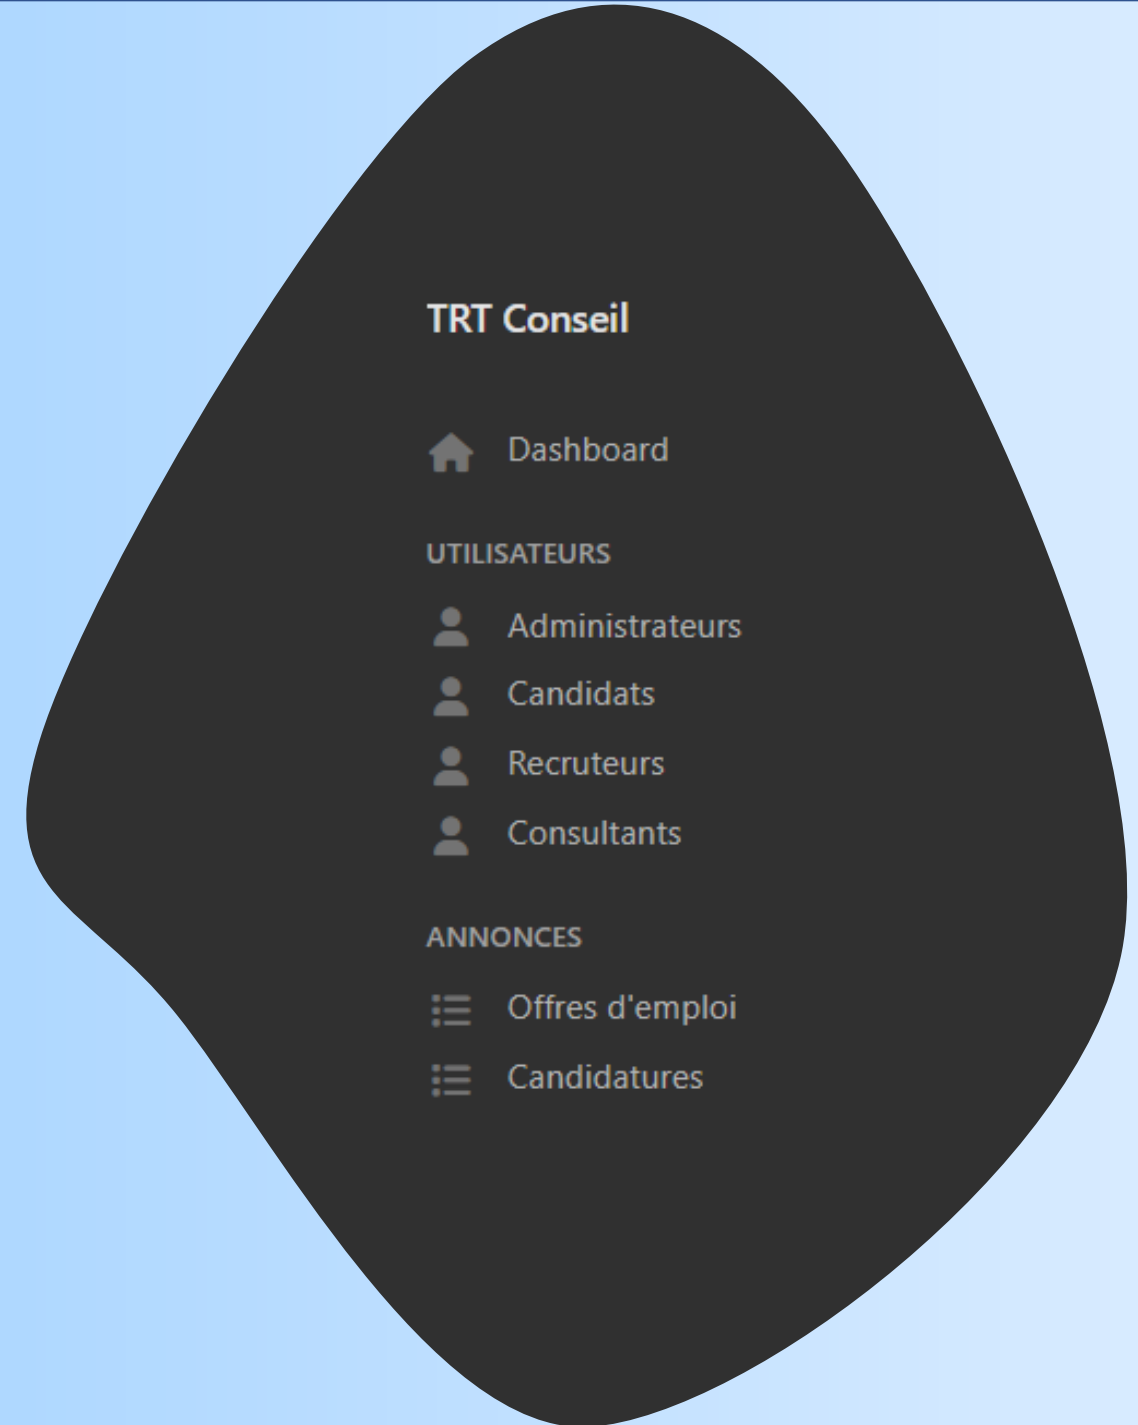 TRT Conseil
Dashboard
UTILISATEURS
Administrateurs
Candidats
Recruteurs
Consultants
ANNONCES
Offres d'emploi
Candidatures